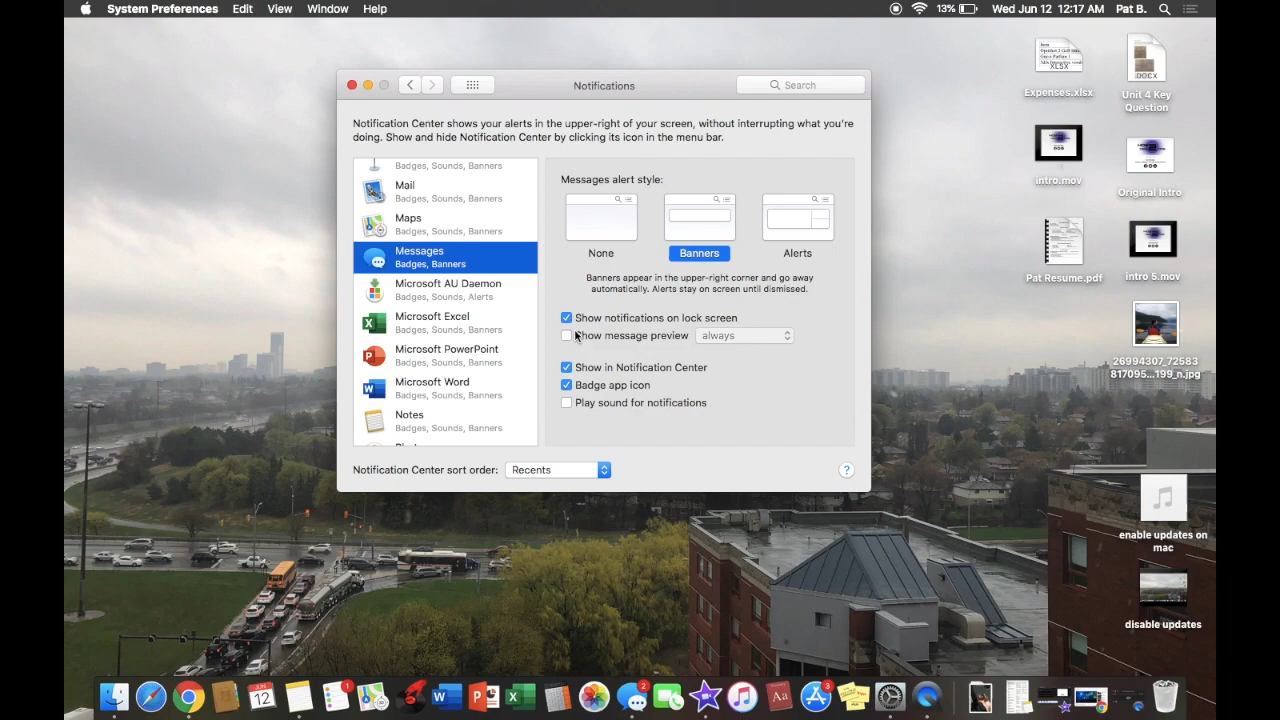 System Preferences Edit View Window Help 13% Wed Jun 12 12:17 AM Pat B.
Notifications
Search
Notification Center shows your alerts in the upper-right of your screen, without interrupting what you're
doing. Show and hide Notification Center by clicking its icon in the menu bar.
Badges, Sounds, Banners
Mail
Badges, Sounds, Banners
Maps
Badges, Sounds, Banners
Messages
Badges, Banners
Microsoft AU Daemon
Badges, Sounds, Alerts
Microsoft Excel
Badges, Sounds, Banners
Microsoft PowerPoint
Badges, Sounds, Banners
Microsoft Word
Badges, Sounds, Banners
Notes
Badges, Sounds, Banners
Messages alert style:
None
Banners
Alerts
Banners appear in the upper-right corner and go away
automatically. Alerts stay on screen until dismissed.
Show notifications on lock screen
Show message preview always
Show in Notification Center
Badge app icon
Play sound for notifications
Notification Center sort order: Recents
?
XLSX
Expenses.xlsx
DOCX
Unit 4 Key
Question
intro.mov
Original Intro
Pat Resume.pdf
intro 5.mov
26994307_72583
817095...199_n.jpg
enable updates on
mac
disable updates
JUN
12
1
W
P
X
2
Aa
3